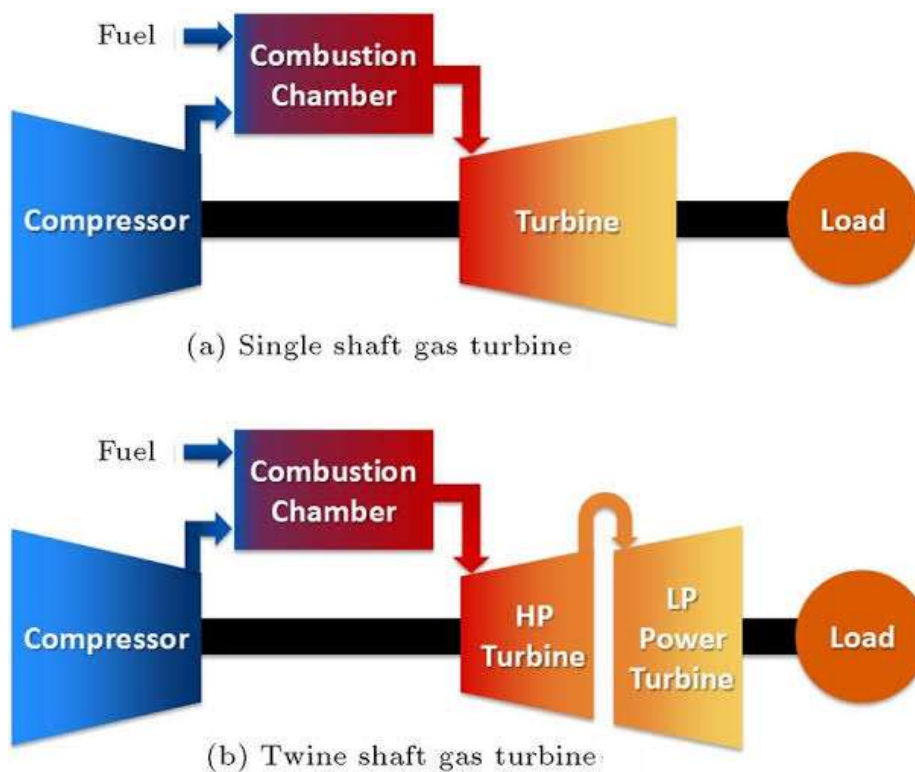 Fuel
Combustion
Chamber
Compressor
Turbine
Load
(a) Single shaft gas turbine
Fuel
Combustion
Chamber
Compressor
HP
Turbine
LP
Power
Turbine
Load
(b) Twine shaft gas turbine